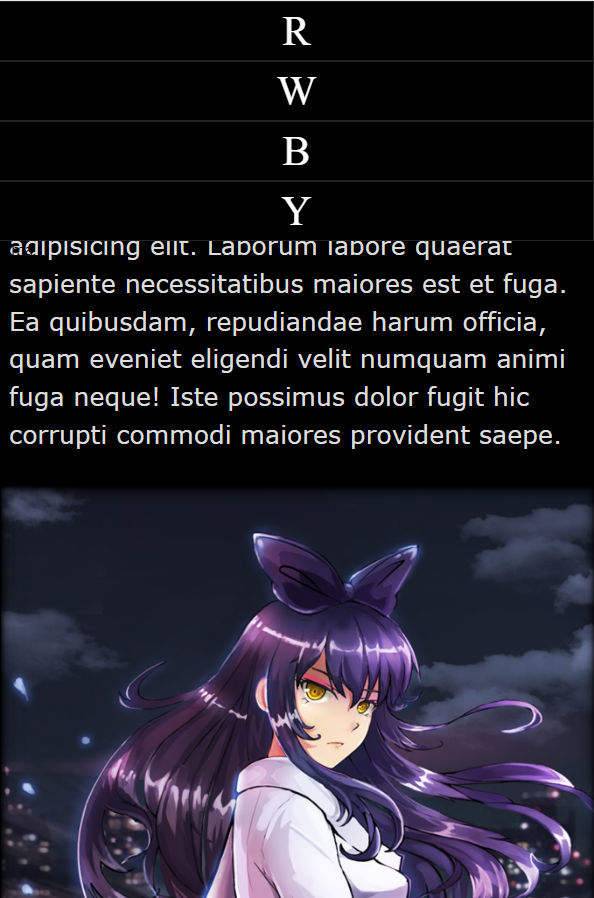 R
W
B
Y
adipisicing elit. Laborum labore quaerat
sapiente necessitatibus maiores est et fuga.
Ea quibusdam, repudiandae harum officia,
quam eveniet eligendi velit numquam animi
fuga neque! Iste possimus dolor fugit hic
corrupti commodi maiores provident saepe.